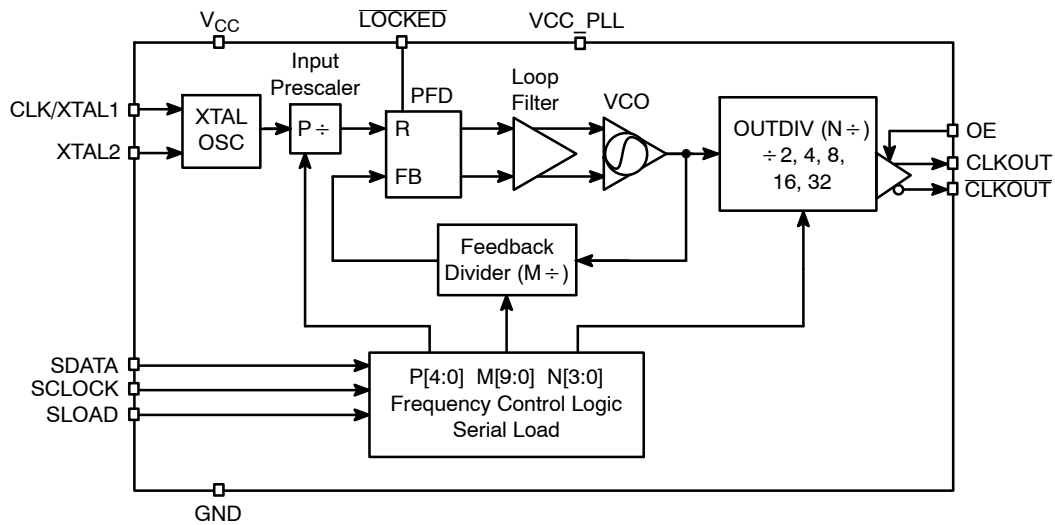 VCC
LOCKED
VCC_PLL
Input
Prescaler
PFD
Loop
Filter
VCO
CLK/XTAL1
XTAL2
XTAL
OSC
P ÷
R
FB
OUTDIV (N ÷)
÷ 2, 4, 8,
16, 32
OE
CLKOUT
CLKOUT
Feedback
Divider (M ÷)
SDATA
SCLOCK
SLOAD
P[4:0] M[9:0] N[3:0]
Frequency Control Logic
Serial Load
GND